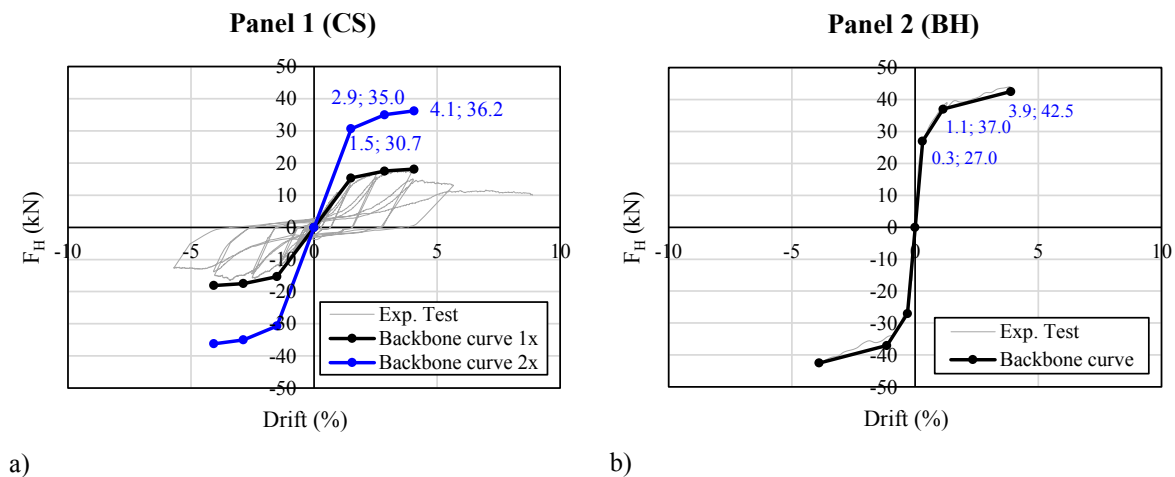 Panel 1 (CS)
50
40
30
20
10
0
-10
-20
-30
-40
-50
-10
-5
0
5
10
F_H (kN)
Drift (%)
2.9; 35.0
4.1; 36.2
1.5; 30.7
Exp. Test
Backbone curve 1x
Backbone curve 2x
a)
Panel 2 (BH)
50
40
30
20
10
0
-10
-20
-30
-40
-50
-10
-5
0
5
10
F_H (kN)
Drift (%)
3.9; 42.5
1.1; 37.0
0.3; 27.0
Exp. Test
Backbone curve
b)